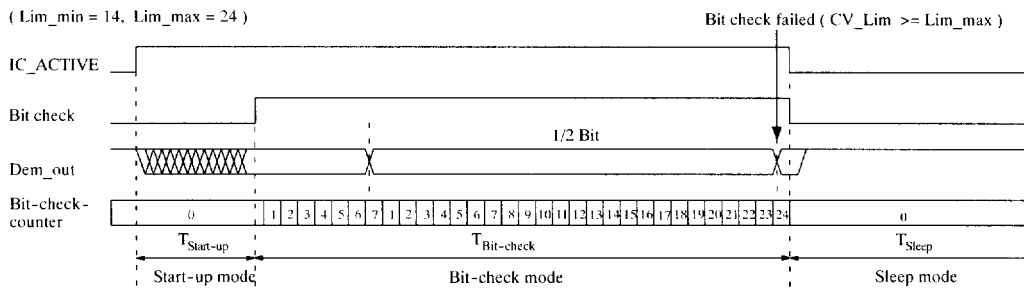 ( Lim_min = 14, Lim_max = 24 )
Bit check failed ( CV_Lim >= Lim_max )
IC_ACTIVE
Bit check
1/2 Bit
Dem_out
Bit-check-
counter
0 1 2 3 4 5 6 7 1 2 3 4 5 6 7 8 9 10 11 12 13 14 15 16 17 18 19 20 21 22 23 24 0
TStart-up TBit-check TSleep
Start-up mode Bit-check mode Sleep mode